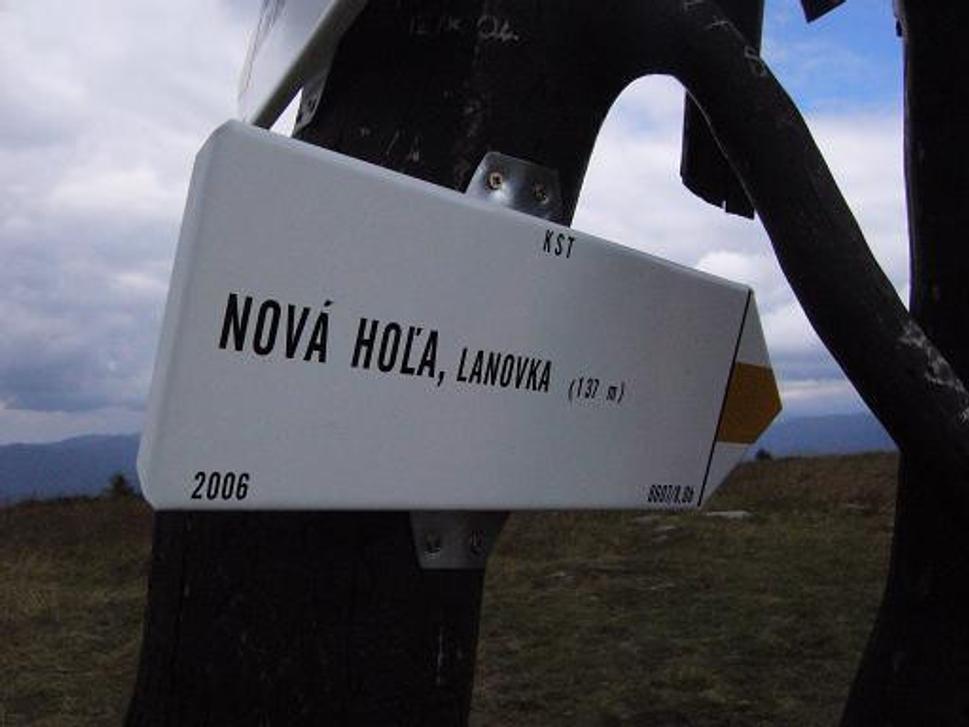 KST
NOVÁ HOĽA, LANOVKA (137 m)
2006